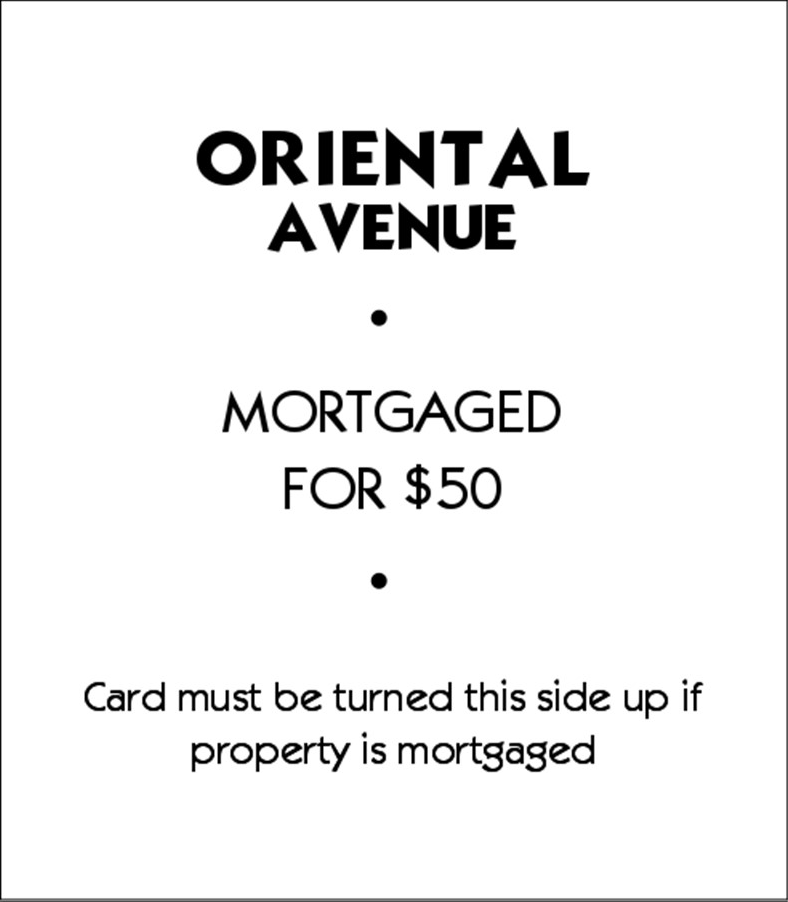 ORIENTAL
AVENUE
•
MORTGAGED
FOR $50
•
Card must be turned this side up if
property is mortgaged